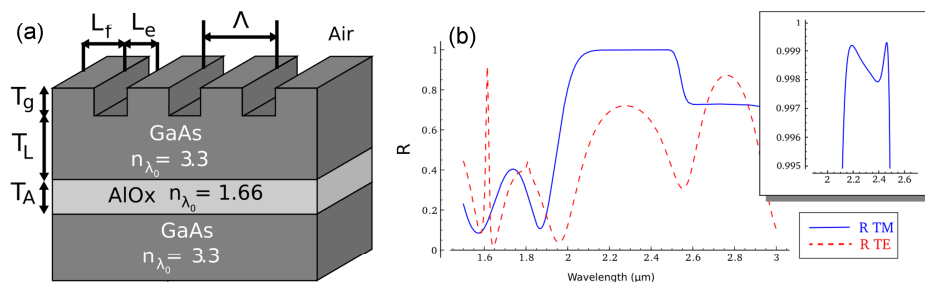 (a)
L_f L_e Λ Air
T_g
T_L
T_A
GaAs
n_λ₀ = 3.3
AlOx n_λ₀ = 1.66
GaAs
n_λ₀ = 3.3
(b)
R
1
0.8
0.6
0.4
0.2
0
1.6 1.8 2 2.2 2.4 2.6 2.8 3
Wavelength (μm)
1
0.999
0.998
0.997
0.996
0.995
2 2.2 2.4 2.6
R TM
R TE